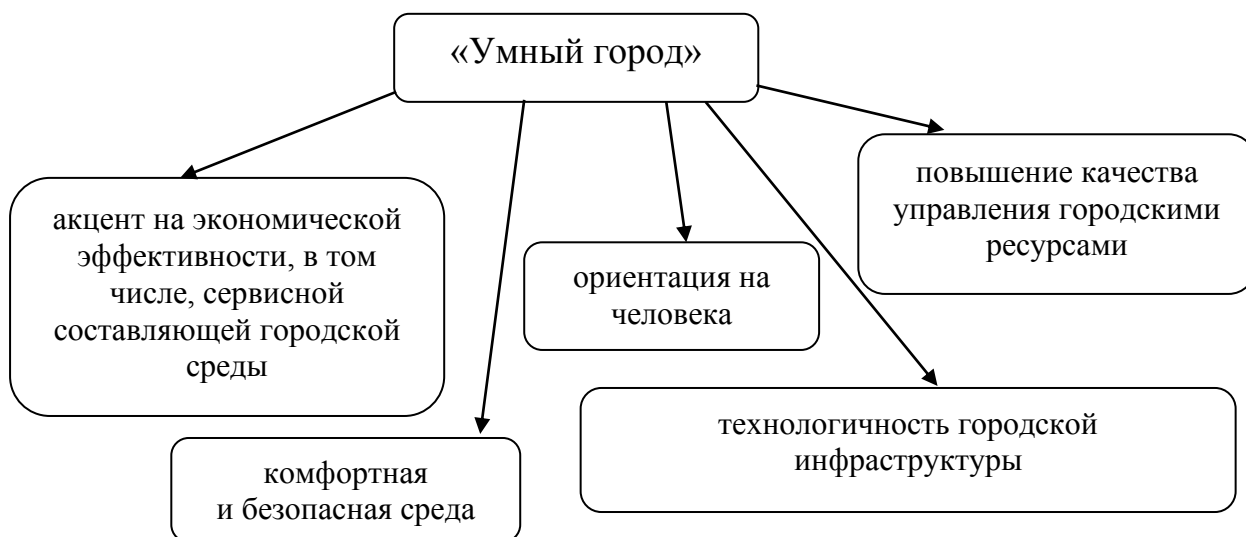 «Умный город»
акцент на экономической
эффективности, в том
числе, сервисной
составляющей городской
среды
комфортная
и безопасная среда
ориентация на
человека
технологичность городской
инфраструктуры
повышение качества
управления городскими
ресурсами